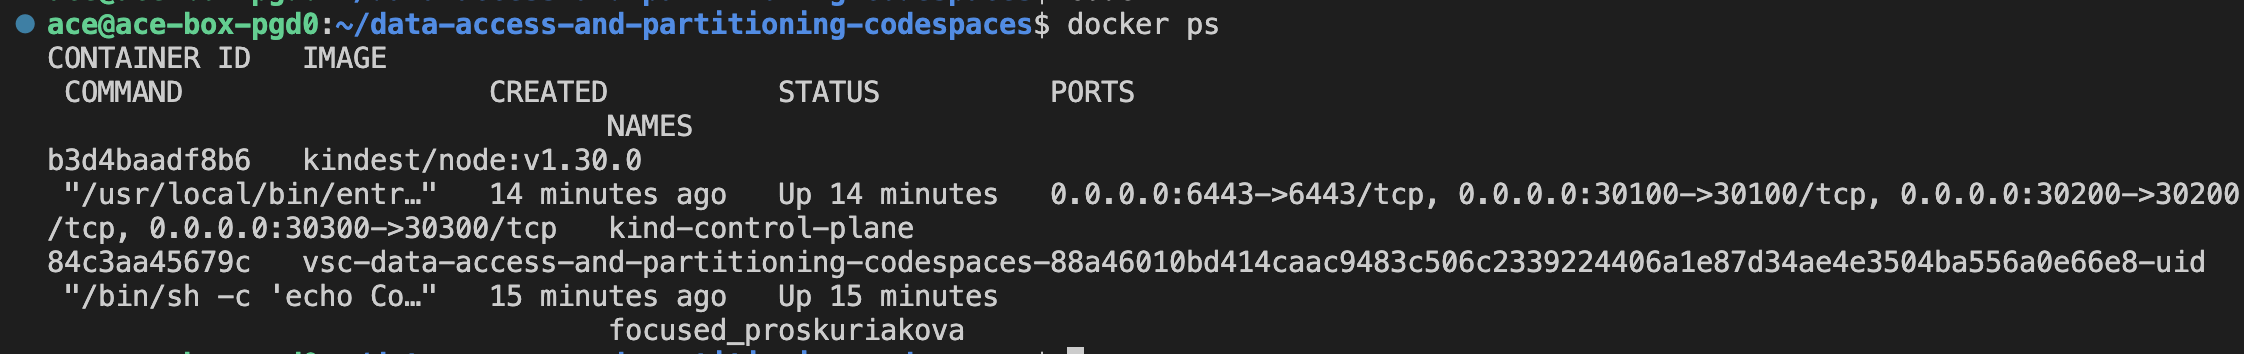 ace@ace-box-pgd0:~/data-access-and-partitioning-codespaces$ docker ps
CONTAINER ID   IMAGE
 COMMAND                  CREATED          STATUS          PORTS
                                 NAMES
b3d4baadf8b6   kindest/node:v1.30.0
 "/usr/local/bin/entr…"   14 minutes ago   Up 14 minutes   0.0.0.0:6443->6443/tcp, 0.0.0.0:30100->30100/tcp, 0.0.0.0:30200->30200
/tcp, 0.0.0.0:30300->30300/tcp   kind-control-plane
84c3aa45679c   vsc-data-access-and-partitioning-codespaces-88a46010bd414caac9483c506c2339224406a1e87d34ae4e3504ba556a0e66e8-uid
 "/bin/sh -c 'echo Co…"   15 minutes ago   Up 15 minutes
                                 focused_proskuriakova